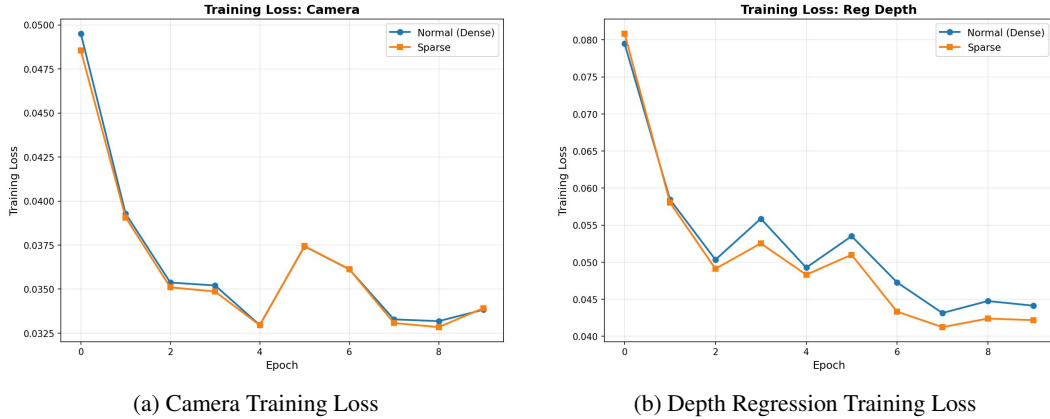 Training Loss: Camera
Normal (Dense)
Sparse
0.0500
0.0475
0.0450
0.0425
0.0400
0.0375
0.0350
0.0325
Training Loss
0 2 4 6 8
Epoch
(a) Camera Training Loss
Training Loss: Reg Depth
Normal (Dense)
Sparse
0.080
0.075
0.070
0.065
0.060
0.055
0.050
0.045
0.040
Training Loss
0 2 4 6 8
Epoch
(b) Depth Regression Training Loss